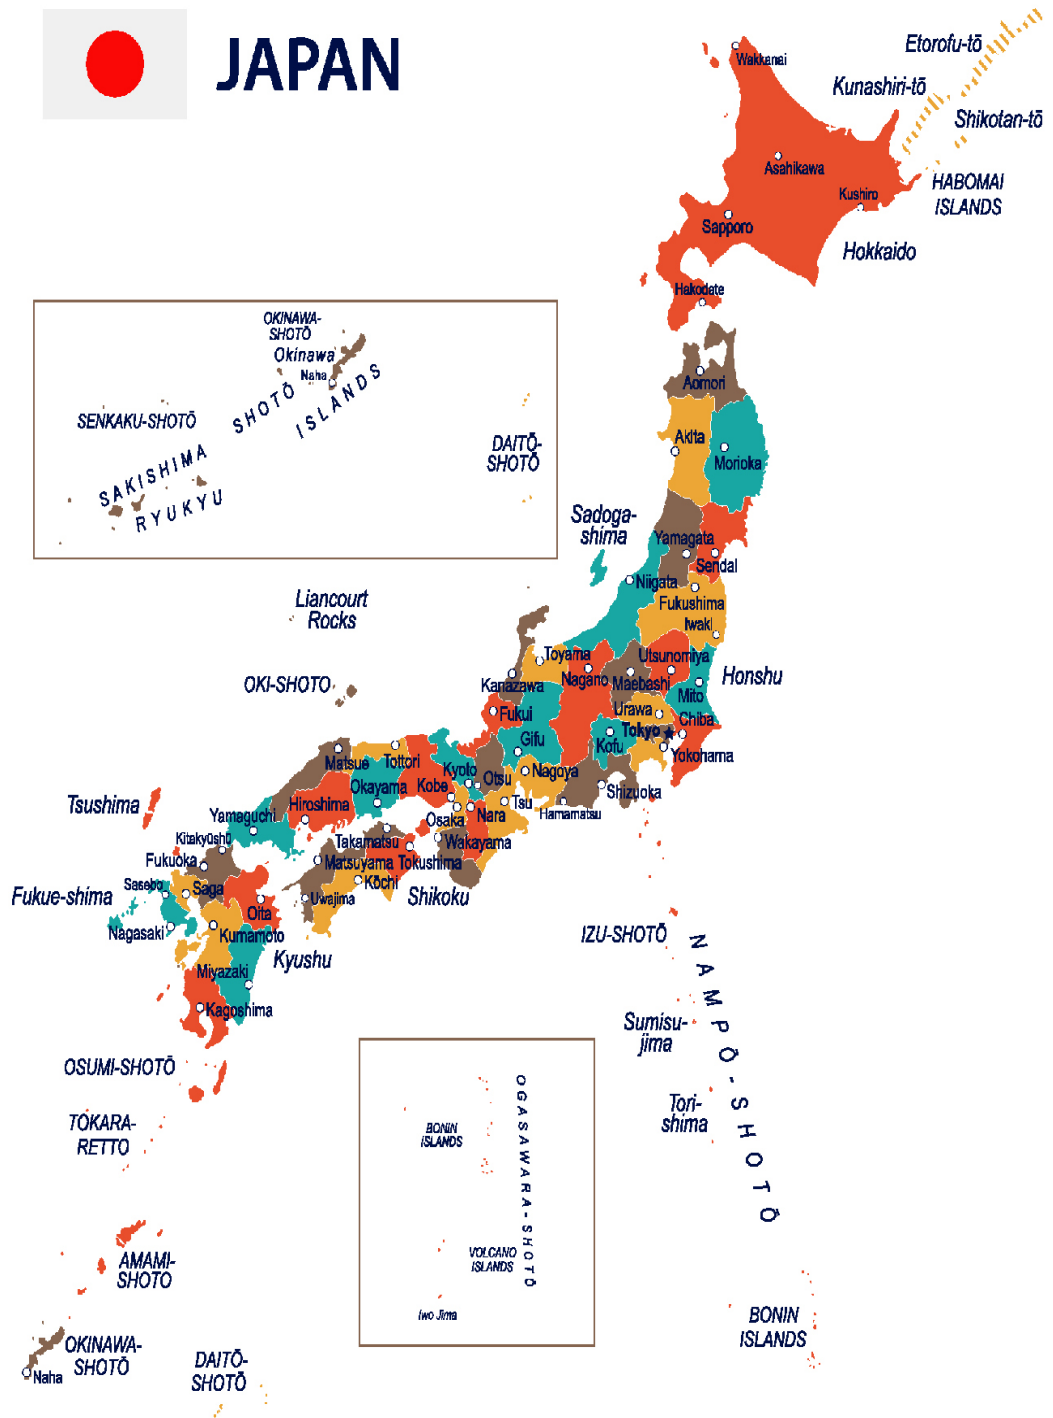 JAPAN
Etorofu-tō
Kunashiri-tō
Shikotan-tō
Wakkanai
Asahikawa
HABOMAI
ISLANDS
Kushiro
Sapporo
Hokkaido
Hakodate
OKINAWA-
SHOTŌ
Okinawa
Naha
SHOTŌ
ISLANDS
SENKAKU-SHOTŌ
DAITŌ-
SHOTŌ
SAKISHIMA
RYUKYU
Aomori
Akita
Morioka
Sadoga-
shima
Yamagata
Sendal
Niigata
Fukushima
Iwaki
Liancourt
Rocks
OKI-SHOTO
Toyama
Utsunomiya
Kanazawa
Nagano
Maebashi
Honshu
Mito
Fukui
Urawa
Chiba
Tokyo
Gifu
Kofu
Yokohama
Matsue
Tottori
Kyoto
Otsu
Nagoya
Okayama
Kobe
Shizuoka
Tsushima
Hiroshima
Tsu
Hamamatsu
Yamaguchi
Osaka
Nara
Kitakyūshū
Takamatsu
Wakayama
Fukuoka
Matsuyama
Tokushima
Sasebo
Saga
Kōchi
Fukue-shima
Uwajima
Shikoku
Oita
Nagasaki
Kumamoto
IZU-SHOTŌ
Kyushu
Miyazaki
Kagoshima
NAMPŌ-SHOTŌ
Sumisu-
jima
OSUMI-SHOTŌ
Tori-
shima
TOKARA-
RETTO
OGASAWARA-SHOTŌ
BONIN
ISLANDS
VOLCANO
ISLANDS
Iwo Jima
AMAMI-
SHOTO
BONIN
ISLANDS
OKINAWA-
SHOTŌ
Naha
DAITŌ-
SHOTŌ